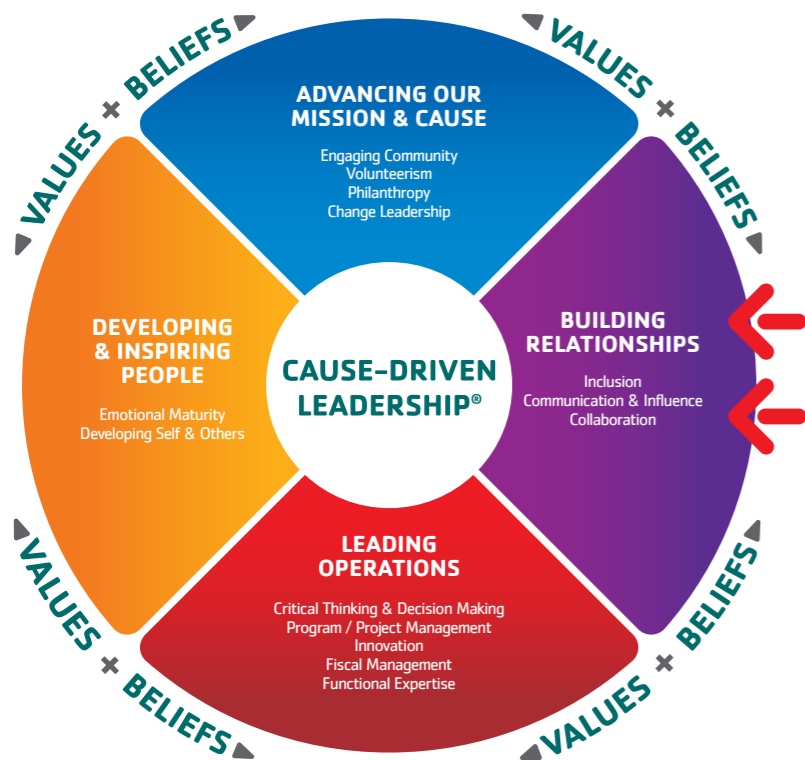 VALUES + BELIEFS
VALUES + BELIEFS
ADVANCING OUR
MISSION & CAUSE
Engaging Community
Volunteerism
Philanthropy
Change Leadership
DEVELOPING
& INSPIRING
PEOPLE
Emotional Maturity
Developing Self & Others
CAUSE–DRIVEN
LEADERSHIP®
BUILDING
RELATIONSHIPS
Inclusion
Communication & Influence
Collaboration
LEADING
OPERATIONS
Critical Thinking & Decision Making
Program / Project Management
Innovation
Fiscal Management
Functional Expertise
VALUES + BELIEFS
VALUES + BELIEFS